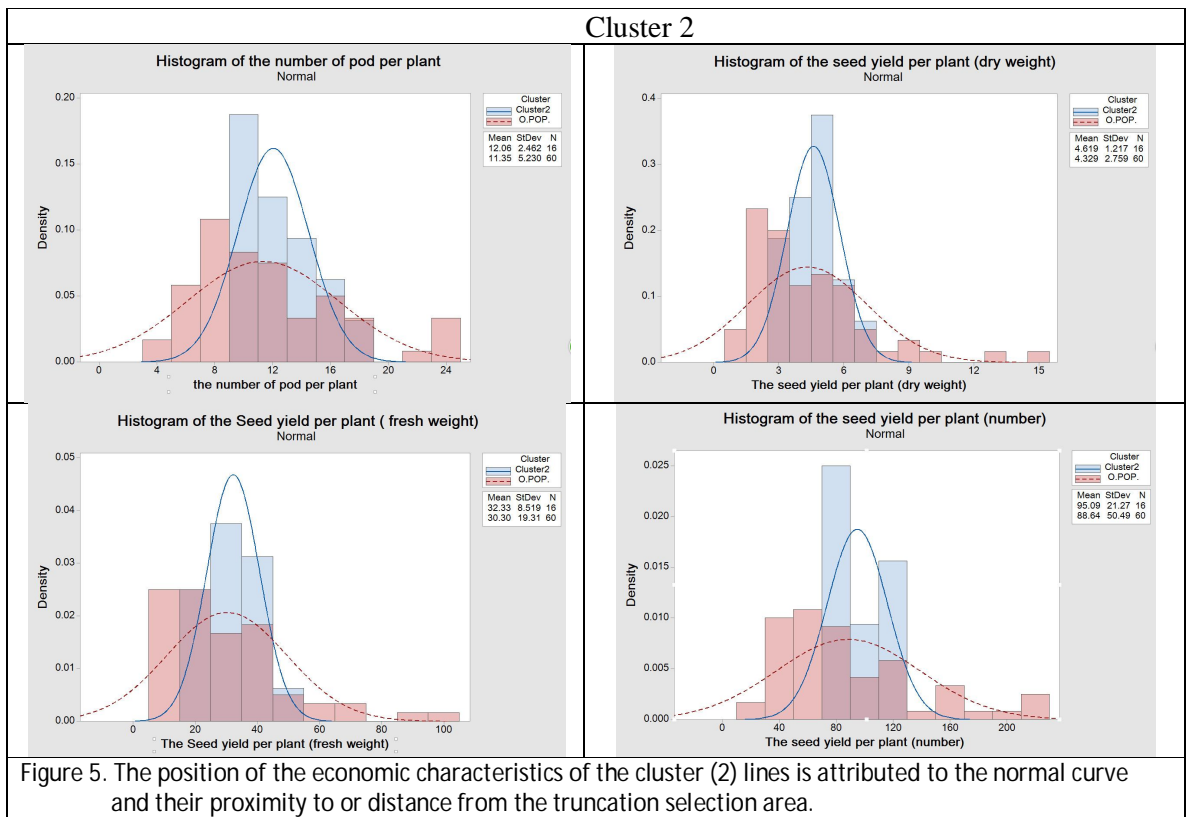 Cluster 2
Histogram of the number of pod per plant
Normal
0.20
0.15
0.10
0.05
0.00
Density
0 4 8 12 16 20 24
the number of pod per plant
Cluster
Cluster2
O.POP.
Mean StDev N
12.06 2.462 16
11.35 5.230 60
Histogram of the seed yield per plant (dry weight)
Normal
0.4
0.3
0.2
0.1
0.0
Density
0 3 6 9 12 15
The seed yield per plant (dry weight)
Cluster
Cluster2
O.POP.
Mean StDev N
4.619 1.217 16
4.329 2.759 60
Histogram of the Seed yield per plant ( fresh weight)
Normal
0.05
0.04
0.03
0.02
0.01
0.00
Density
0 20 40 60 80 100
The Seed yield per plant (fresh weight)
Cluster
Cluster2
O.POP.
Mean StDev N
32.33 8.519 16
30.30 19.31 60
Histogram of the seed yield per plant (number)
Normal
0.025
0.020
0.015
0.010
0.005
0.000
Density
0 40 80 120 160 200
The seed yield per plant (number)
Cluster
Cluster2
O.POP.
Mean StDev N
95.09 21.27 16
88.64 50.49 60
Figure 5. The position of the economic characteristics of the cluster (2) lines is attributed to the normal curve
and their proximity to or distance from the truncation selection area.